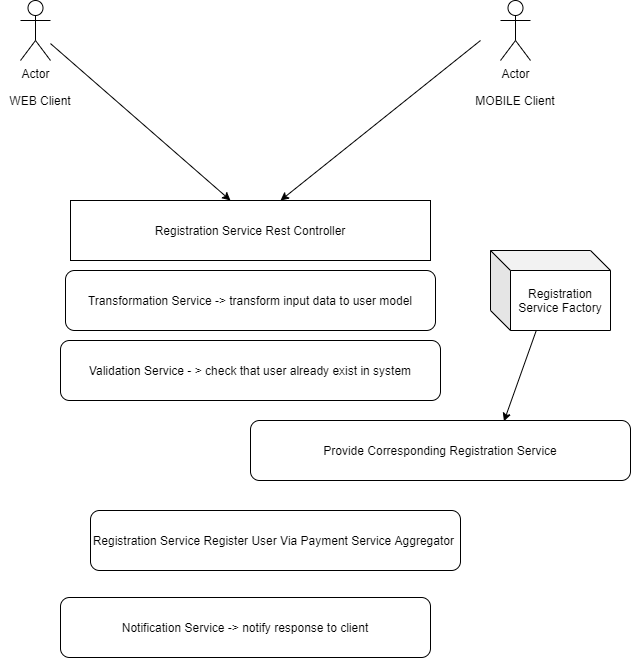 Actor
Actor
WEB Client
MOBILE Client
Registration Service Rest Controller
Transformation Service -> transform input data to user model
Registration
Service Factory
Validation Service - > check that user already exist in system
Provide Corresponding Registration Service
Registration Service Register User Via Payment Service Aggregator
Notification Service -> notify response to client